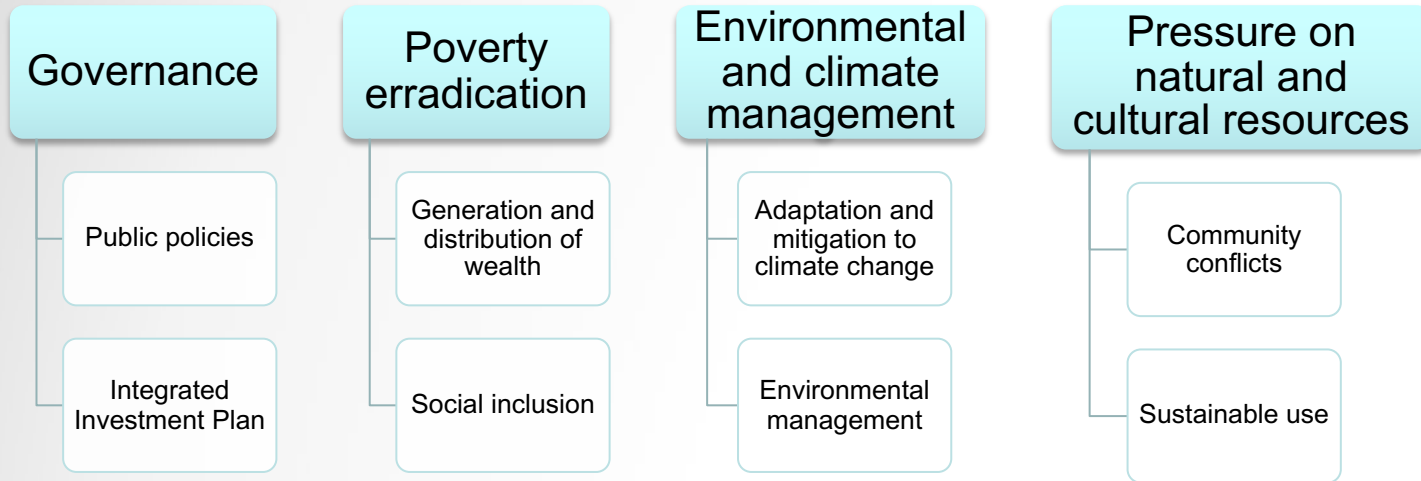 Governance
Public policies
Integrated
Investment Plan
Poverty
erradication
Generation and
distribution of
wealth
Social inclusion
Environmental
and climate
management
Adaptation and
mitigation to
climate change
Environmental
management
Pressure on
natural and
cultural resources
Community
conflicts
Sustainable use